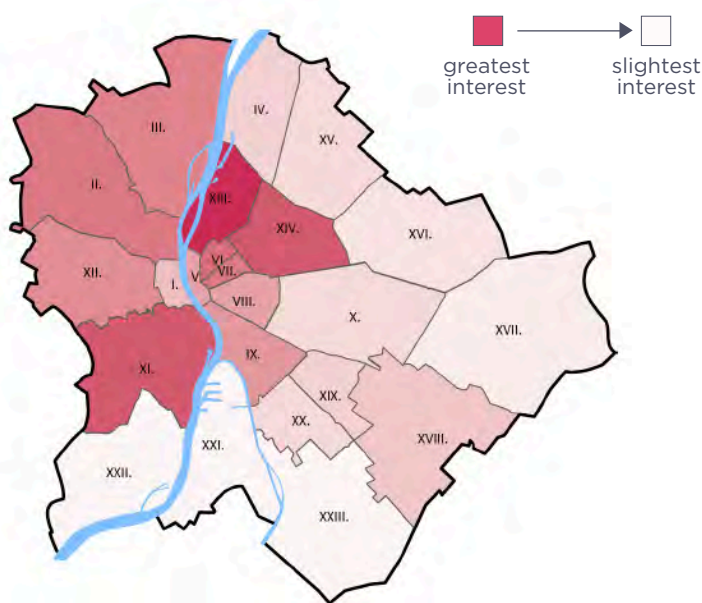 greatest
interest
slightest
interest
III.
IV.
XV.
II.
XIII.
XIV.
XVI.
XII.
I.
V.
VI.
VII.
VIII.
X.
XVII.
XI.
IX.
XIX.
XX.
XVIII.
XXI.
XXII.
XXIII.